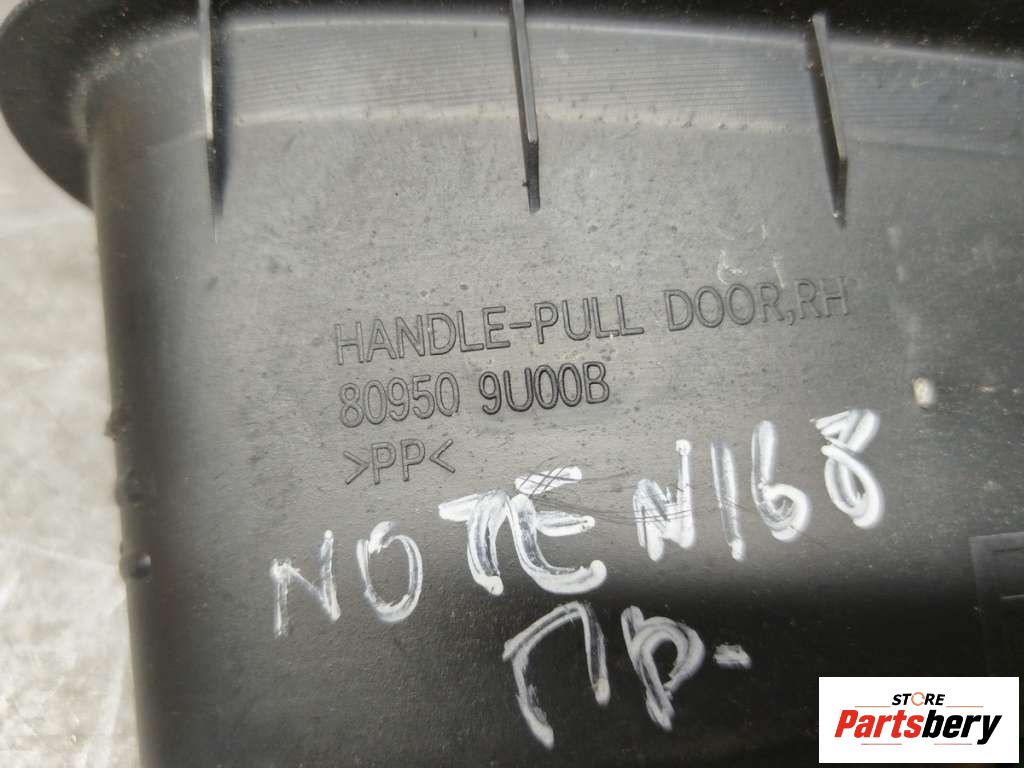 HANDLE-PULL DOOR,RH
80950 9U00B
>PP<
NOTE N168
пр.
STORE
Partsbery